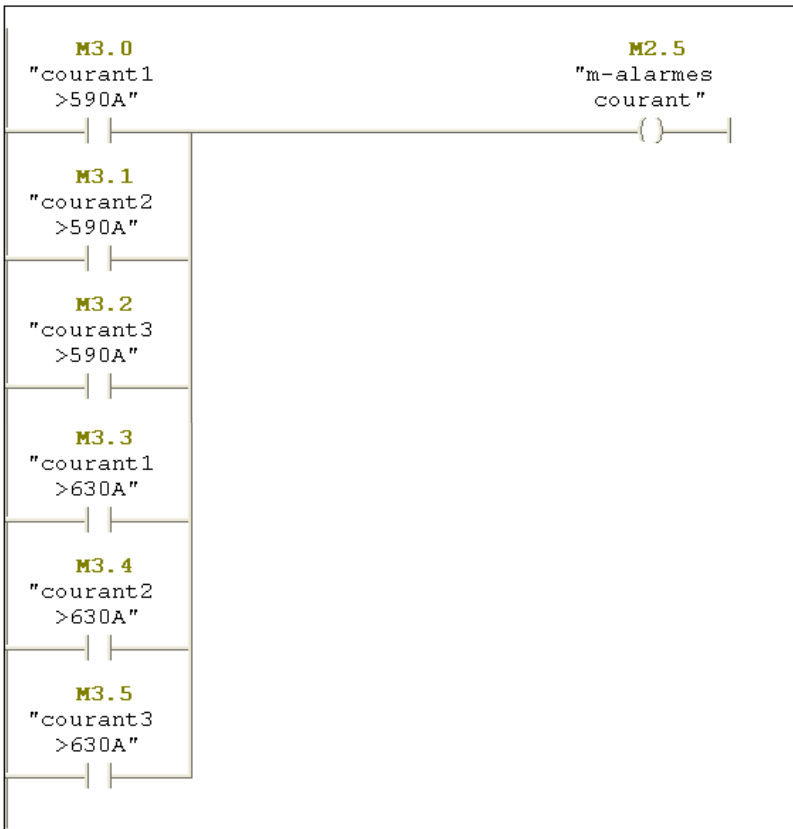 M3.0
"courant1
>590A"
M2.5
"m-alarmes
courant"
M3.1
"courant2
>590A"
M3.2
"courant3
>590A"
M3.3
"courant1
>630A"
M3.4
"courant2
>630A"
M3.5
"courant3
>630A"